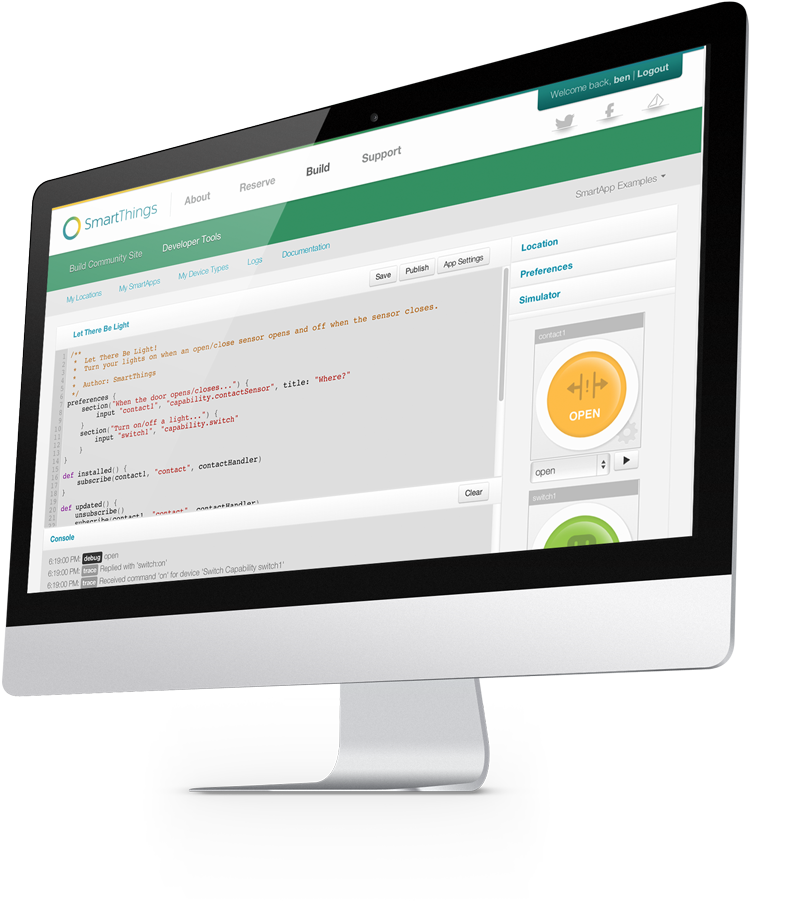 Welcome back, ben | Logout
SmartThings
About
Reserve
Build
Support
Build Community Site
Developer Tools
SmartApp Examples
My Locations
My SmartApps
My Device Types
Logs
Documentation
Save
Publish
App Settings
Let There Be Light
/**
* Let There Be Light!
* Turn your lights on when an open/close sensor opens and off when the sensor closes.
*
* Author: SmartThings
*/
preferences {
section("When the door opens/closes...") {
input "contact1", "capability.contactSensor", title: "Where?"
}
section("Turn on/off a light...") {
input "switch1", "capability.switch"
}
}
def installed() {
subscribe(contact1, "contact", contactHandler)
}
def updated() {
unsubscribe()
subscribe(contact1, "contact", contactHandler)
Clear
Console
6:19:00 PM: debug open
6:19:00 PM: trace Replied with 'switch:on'
6:19:00 PM: trace Received command 'on' for device 'Switch Capability switch1'
Location
Preferences
Simulator
contact1
OPEN
open
switch1